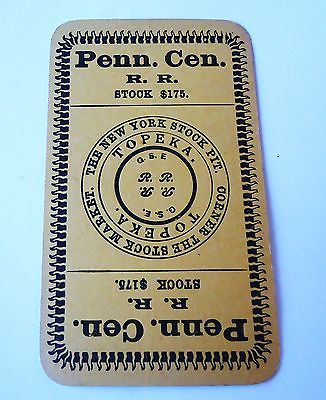 Penn. Cen.
R. R.
STOCK $175.
THE NEW YORK STOCK PIT. CORNER THE STOCK MARKET.
TOPEKA,
G.S.E
R. R.
R. R.
G.S.E.
TOPEKA
STOCK $175.
R. R.
Penn. Cen.